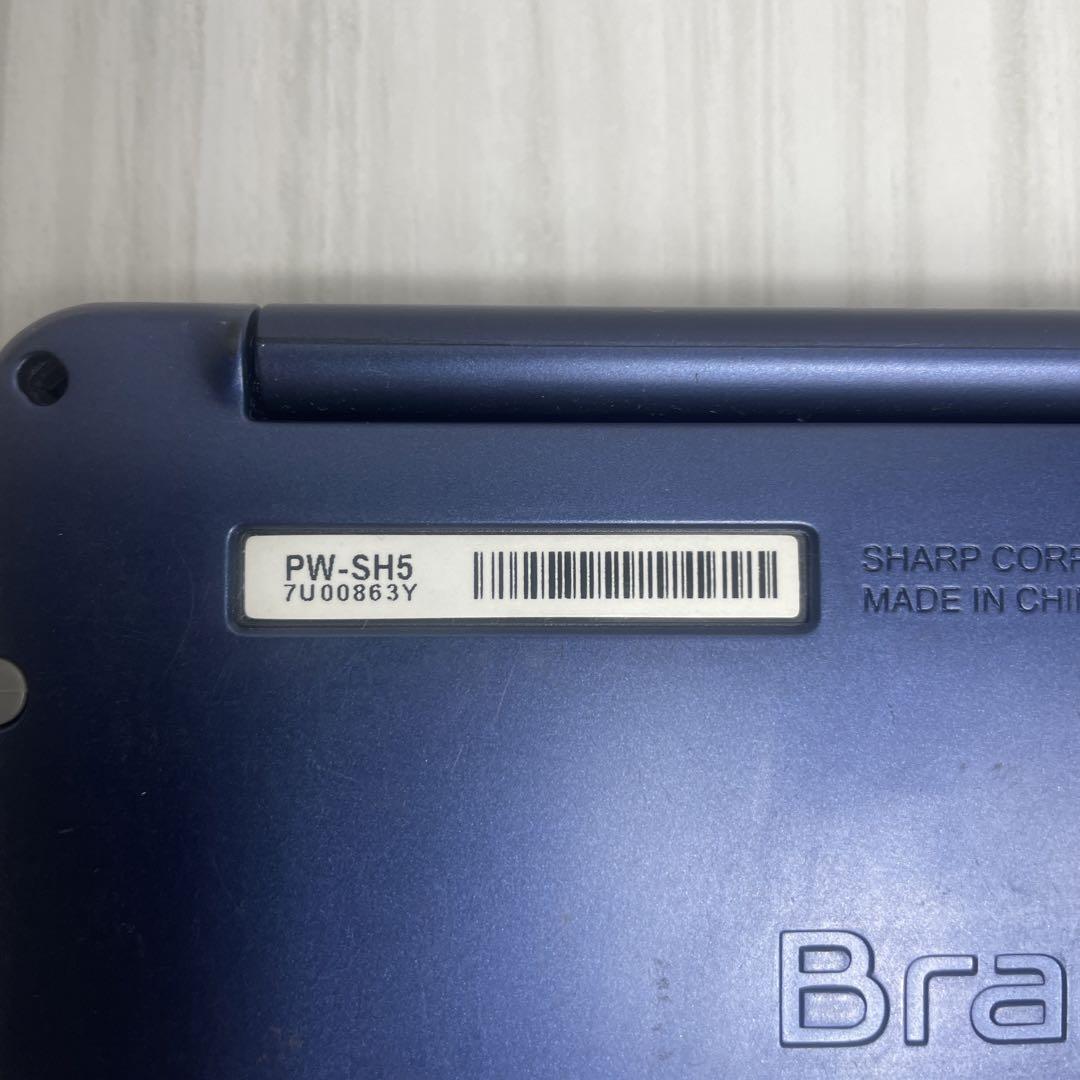 PW-SH5
7U00863Y
SHARP CORP
MADE IN CHI
Bra